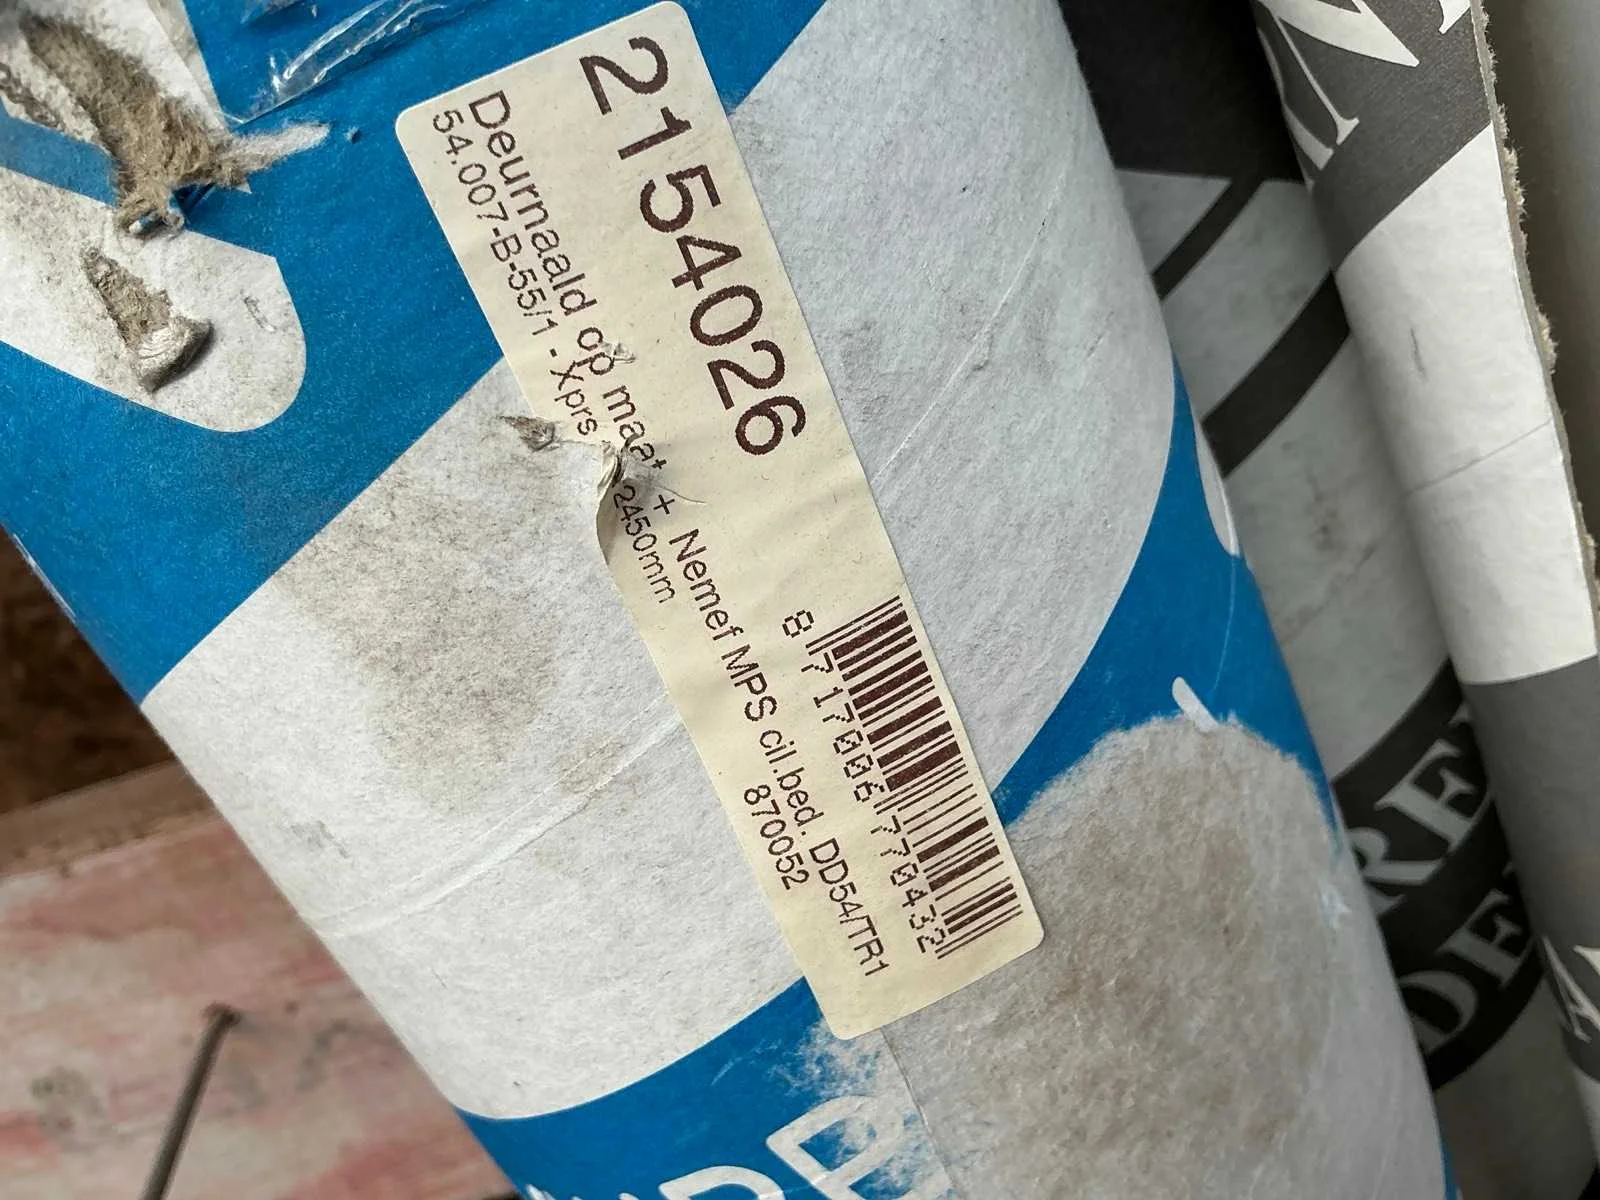 2154026
Deurnaald op maat + Nemef MPS cil.bed. DD54/TR1
54.007-B-55/1 - Xprs 2450mm 870052
8 717006 770432